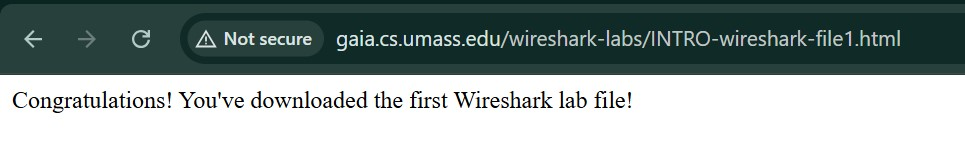 Not secure gaia.cs.umass.edu/wireshark-labs/INTRO-wireshark-file1.html
Congratulations! You've downloaded the first Wireshark lab file!